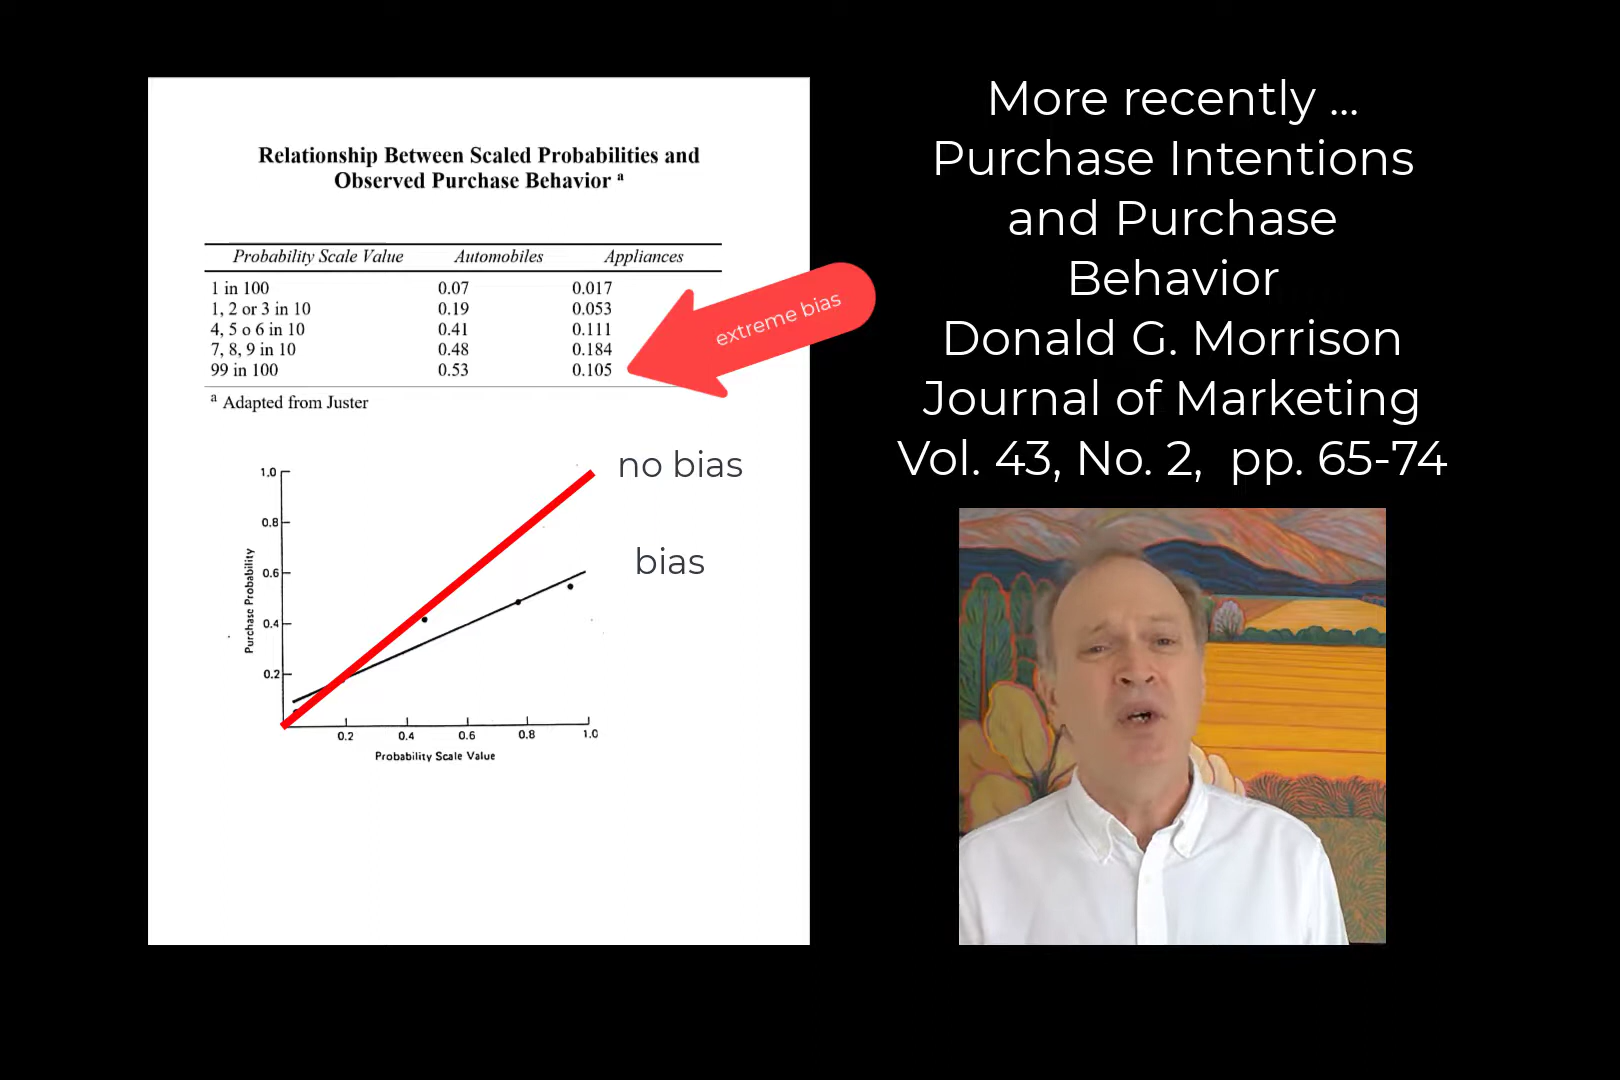 Relationship Between Scaled Probabilities and
Observed Purchase Behavior a
Probability Scale Value Automobiles Appliances
1 in 100 0.07 0.017
1, 2 or 3 in 10 0.19 0.053
4, 5 o 6 in 10 0.41 0.111
7, 8, 9 in 10 0.48 0.184
99 in 100 0.53 0.105
a Adapted from Juster
extreme bias
no bias
bias
1.0
0.8
0.6
0.4
0.2
Purchase Probability
0.2 0.4 0.6 0.8 1.0
Probability Scale Value
More recently ...
Purchase Intentions
and Purchase
Behavior
Donald G. Morrison
Journal of Marketing
Vol. 43, No. 2, pp. 65-74